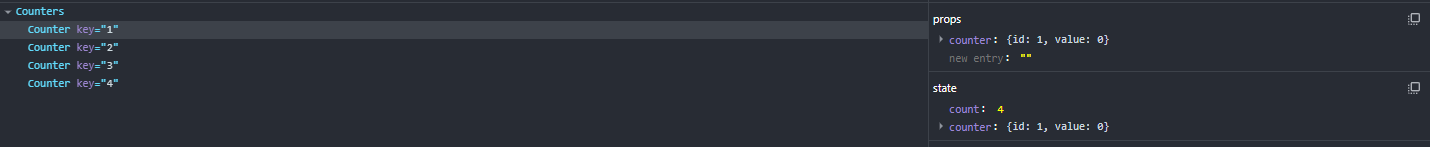 Counters
Counter key="1"
Counter key="2"
Counter key="3"
Counter key="4"
props
counter: {id: 1, value: 0}
new entry: ""
state
count: 4
counter: {id: 1, value: 0}